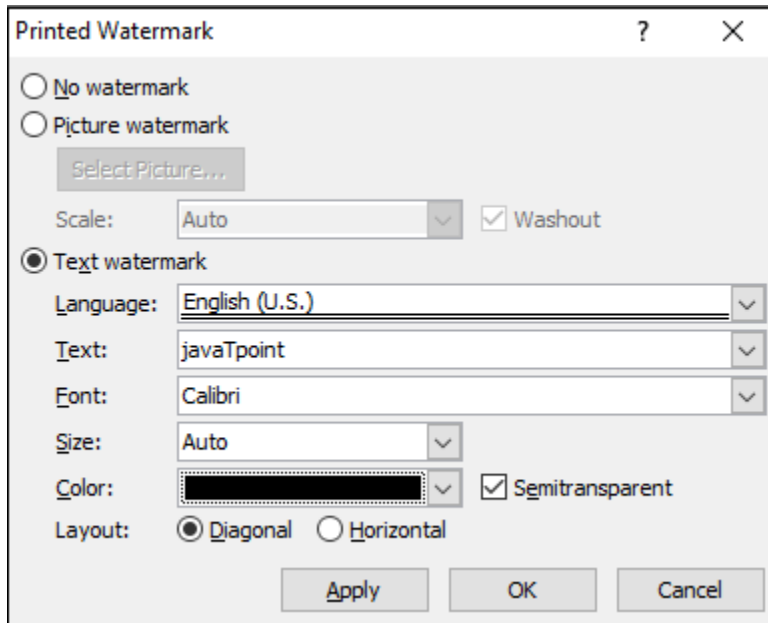 Printed Watermark ?
No watermark
Picture watermark
Select Picture...
Scale: Auto Washout
Text watermark
Language: English (U.S.)
Text: javaTpoint
Font: Calibri
Size: Auto
Color: Semitransparent
Layout: Diagonal Horizontal
Apply OK Cancel